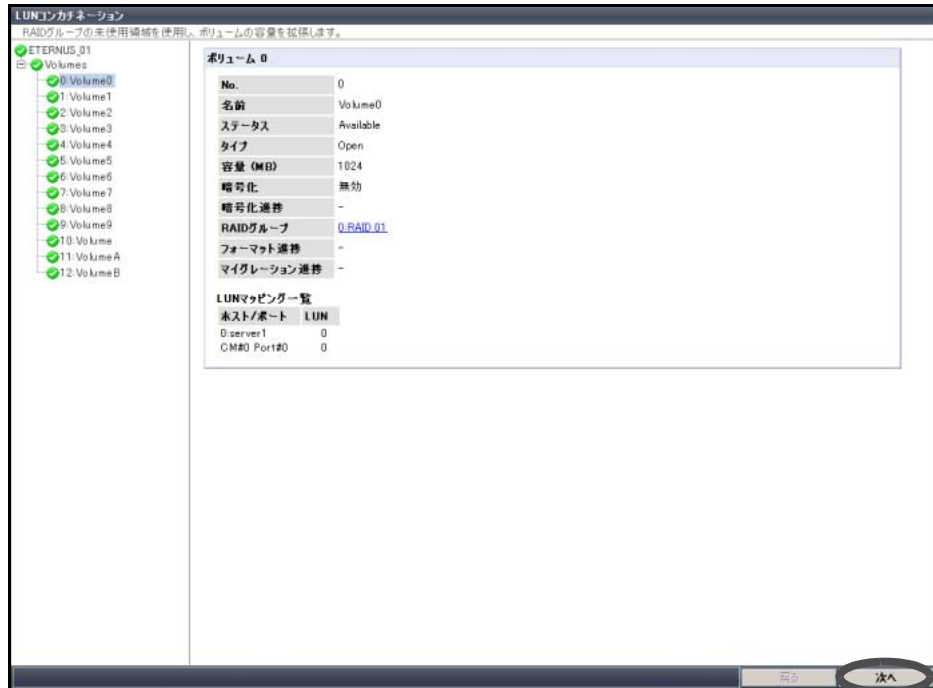 LUNコンカチネーション
RAIDグループの未使用領域を使用し、ボリュームの容量を拡張します。
ETERNUS_01
Volumes
0:Volume0
1:Volume1
2:Volume2
3:Volume3
4:Volume4
5:Volume5
6:Volume6
7:Volume7
8:Volume8
9:Volume9
10:Volume
11:VolumeA
12:VolumeB
ボリューム 0
No. 0
名前 Volume0
ステータス Available
タイプ Open
容量 (MB) 1024
暗号化 無効
暗号化進捗 -
RAIDグループ 0:RAID_01
フォーマット進捗 -
マイグレーション進捗 -
LUNマッピング一覧
ホスト/ポート LUN
0:server1 0
CM#0 Port#0 0
戻る 次へ